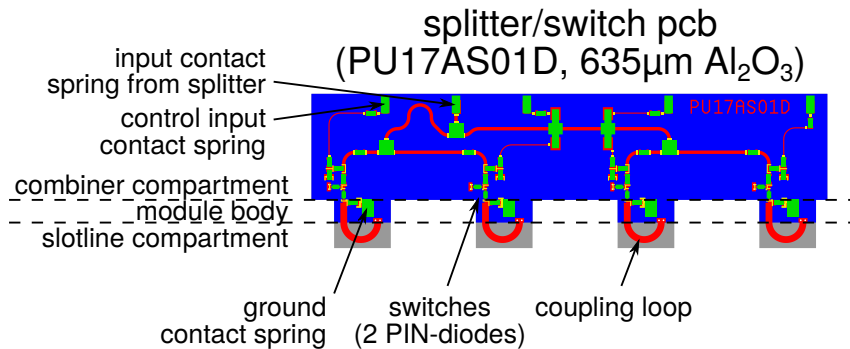 splitter/switch pcb
(PU17AS01D, 635µm Al₂O₃)
input contact
spring from splitter
control input
contact spring
PU17AS01D
combiner compartment
module body
slotline compartment
ground
contact spring
switches
(2 PIN-diodes)
coupling loop